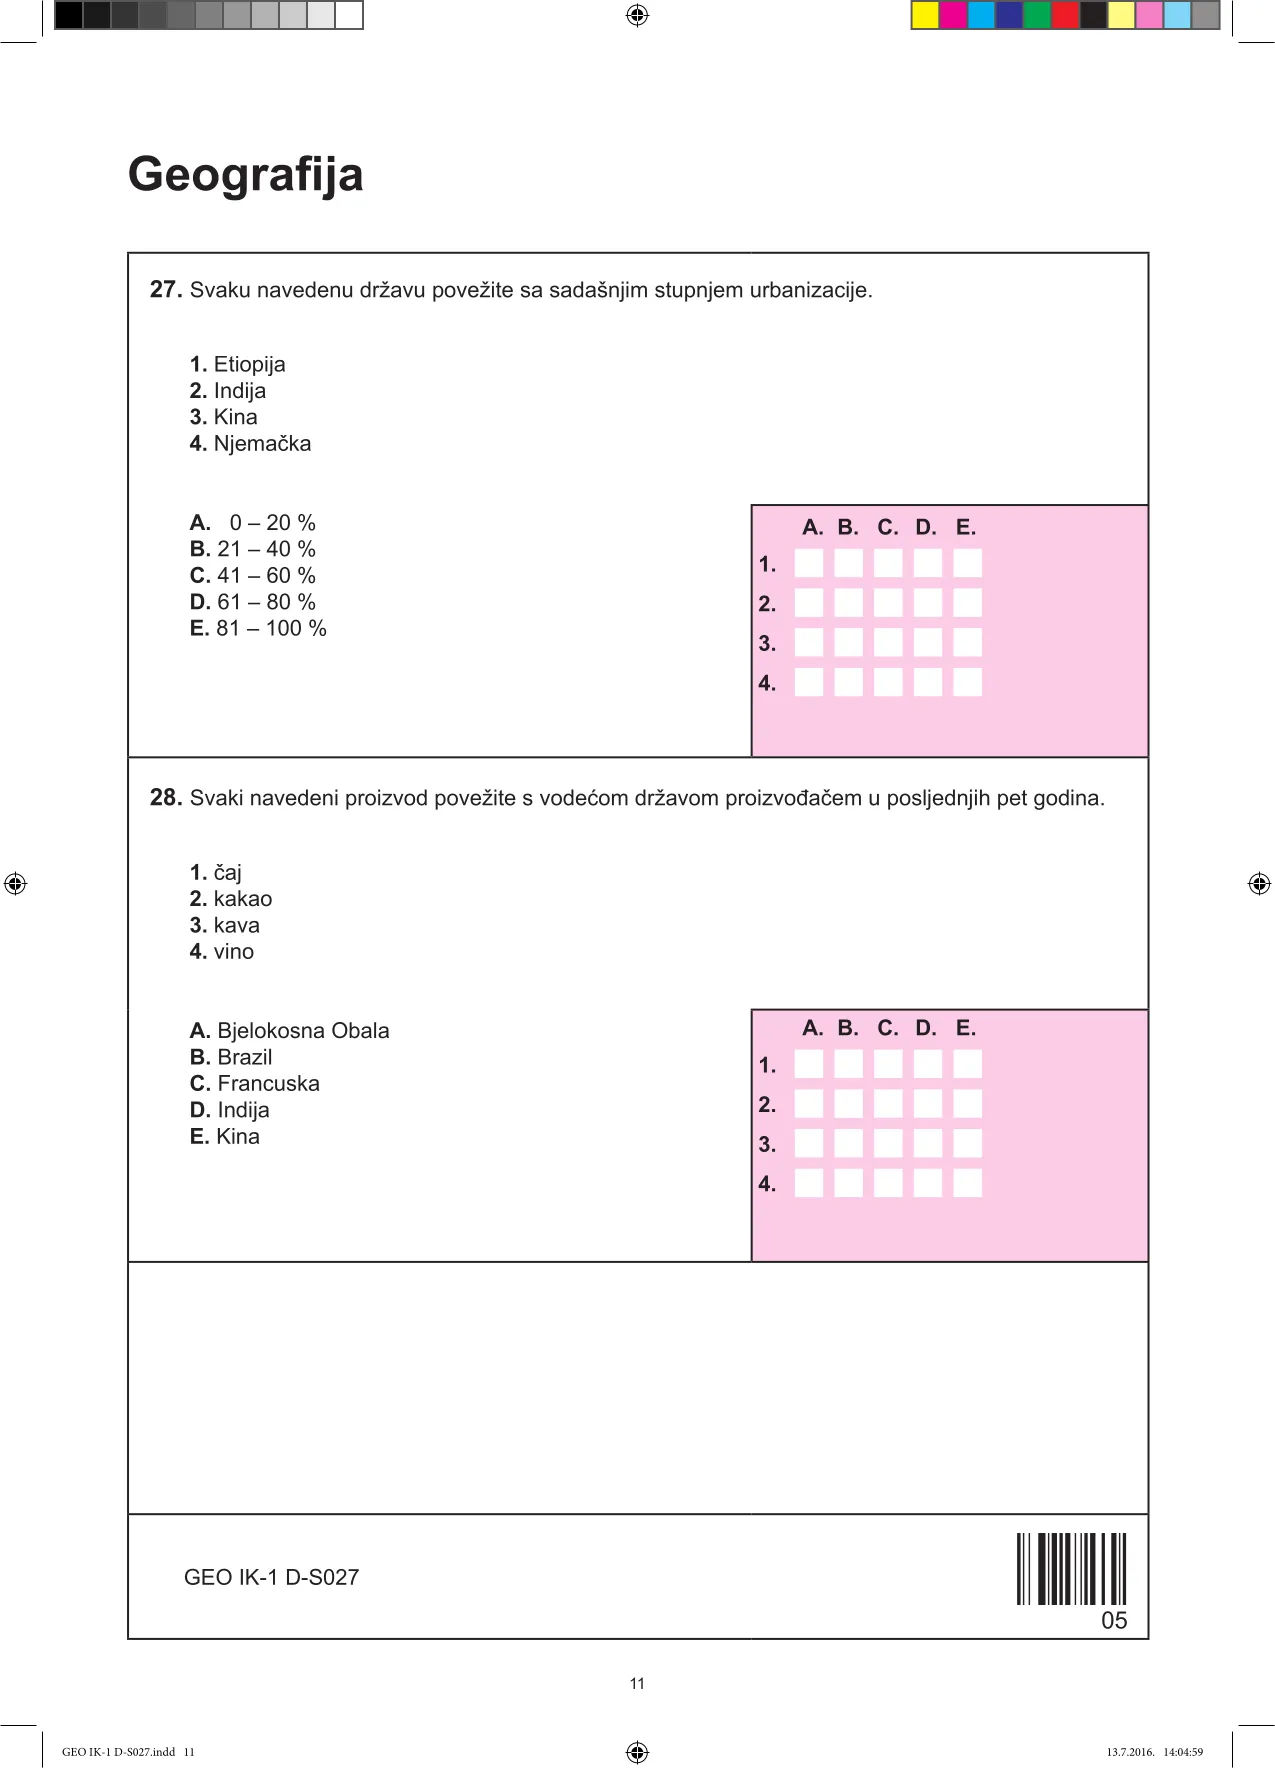 Geografija
27. Svaku navedenu državu povežite sa sadašnjim stupnjem urbanizacije.
1. Etiopija
2. Indija
3. Kina
4. Njemačka
A. 0 – 20 %
B. 21 – 40 %
C. 41 – 60 %
D. 61 – 80 %
E. 81 – 100 %
A. B. C. D. E.
1.
2.
3.
4.
28. Svaki navedeni proizvod povežite s vodećom državom proizvođačem u posljednjih pet godina.
1. čaj
2. kakao
3. kava
4. vino
A. Bjelokosna Obala
B. Brazil
C. Francuska
D. Indija
E. Kina
A. B. C. D. E.
1.
2.
3.
4.
GEO IK-1 D-S027
05
11
GEO IK-1 D-S027.indd 11
13.7.2016. 14:04:59